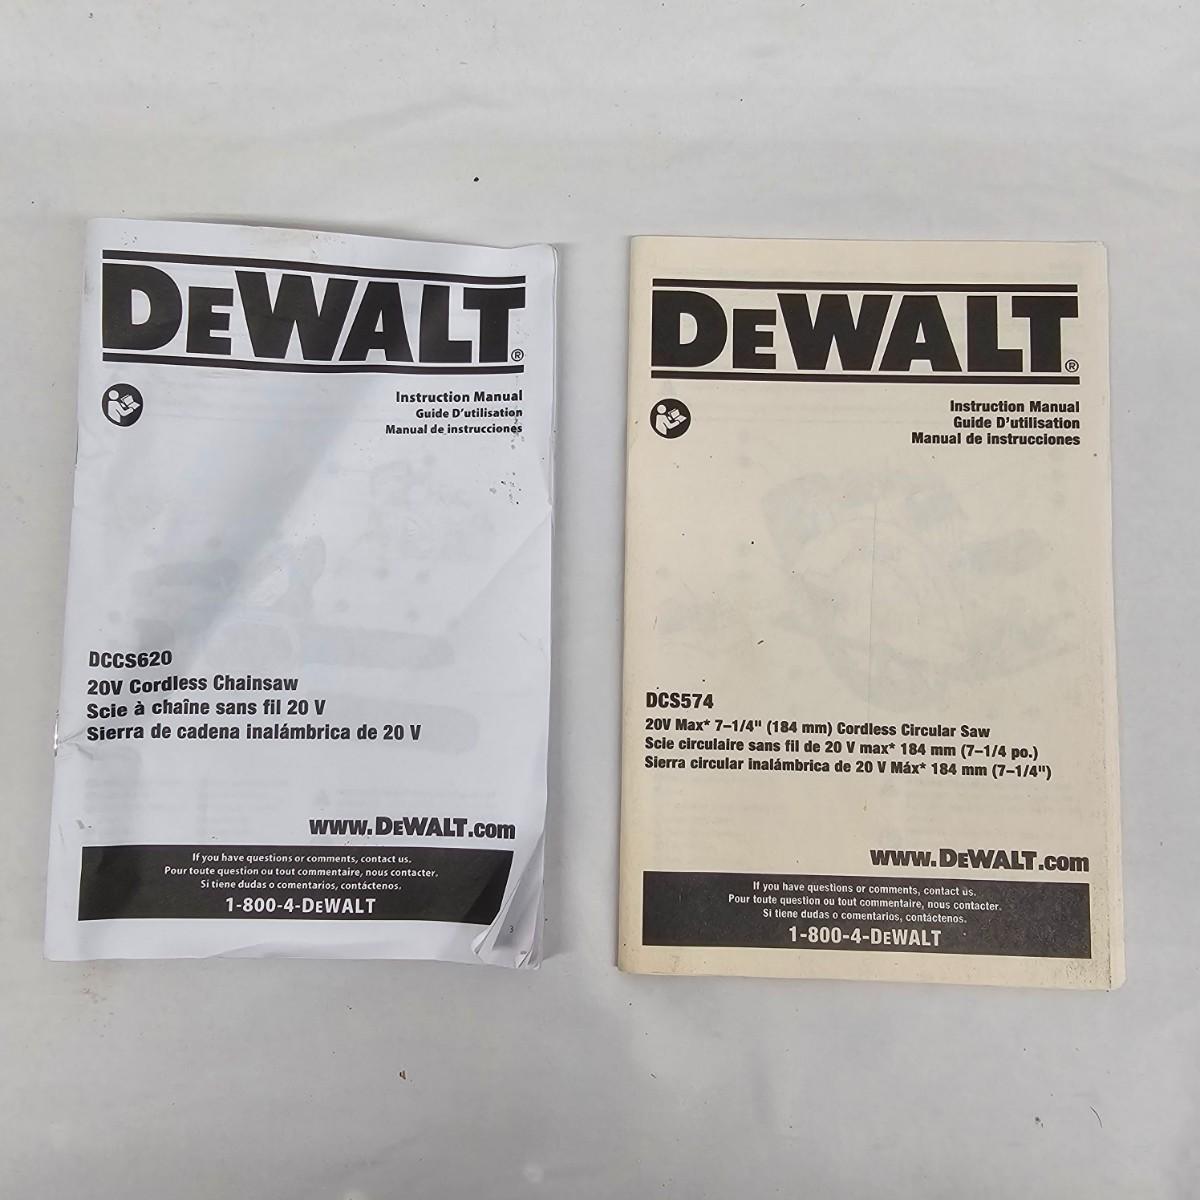 DEWALT®
Instruction Manual
Guide D'utilisation
Manual de instrucciones
DCCS620
20V Cordless Chainsaw
Scie à chaîne sans fil 20 V
Sierra de cadena inalámbrica de 20 V
www.DEWALT.com
If you have questions or comments, contact us.
Pour toute question ou tout commentaire, nous contacter.
Si tiene dudas o comentarios, contáctenos.
1-800-4-DEWALT
3
DEWALT®
Instruction Manual
Guide D'utilisation
Manual de instrucciones
DCS574
20V Max* 7–1/4" (184 mm) Cordless Circular Saw
Scie circulaire sans fil de 20 V max* 184 mm (7–1/4 po.)
Sierra circular inalámbrica de 20 V Máx* 184 mm (7–1/4")
www.DEWALT.com
If you have questions or comments, contact us.
Pour toute question ou tout commentaire, nous contacter.
Si tiene dudas o comentarios, contáctenos.
1-800-4-DEWALT